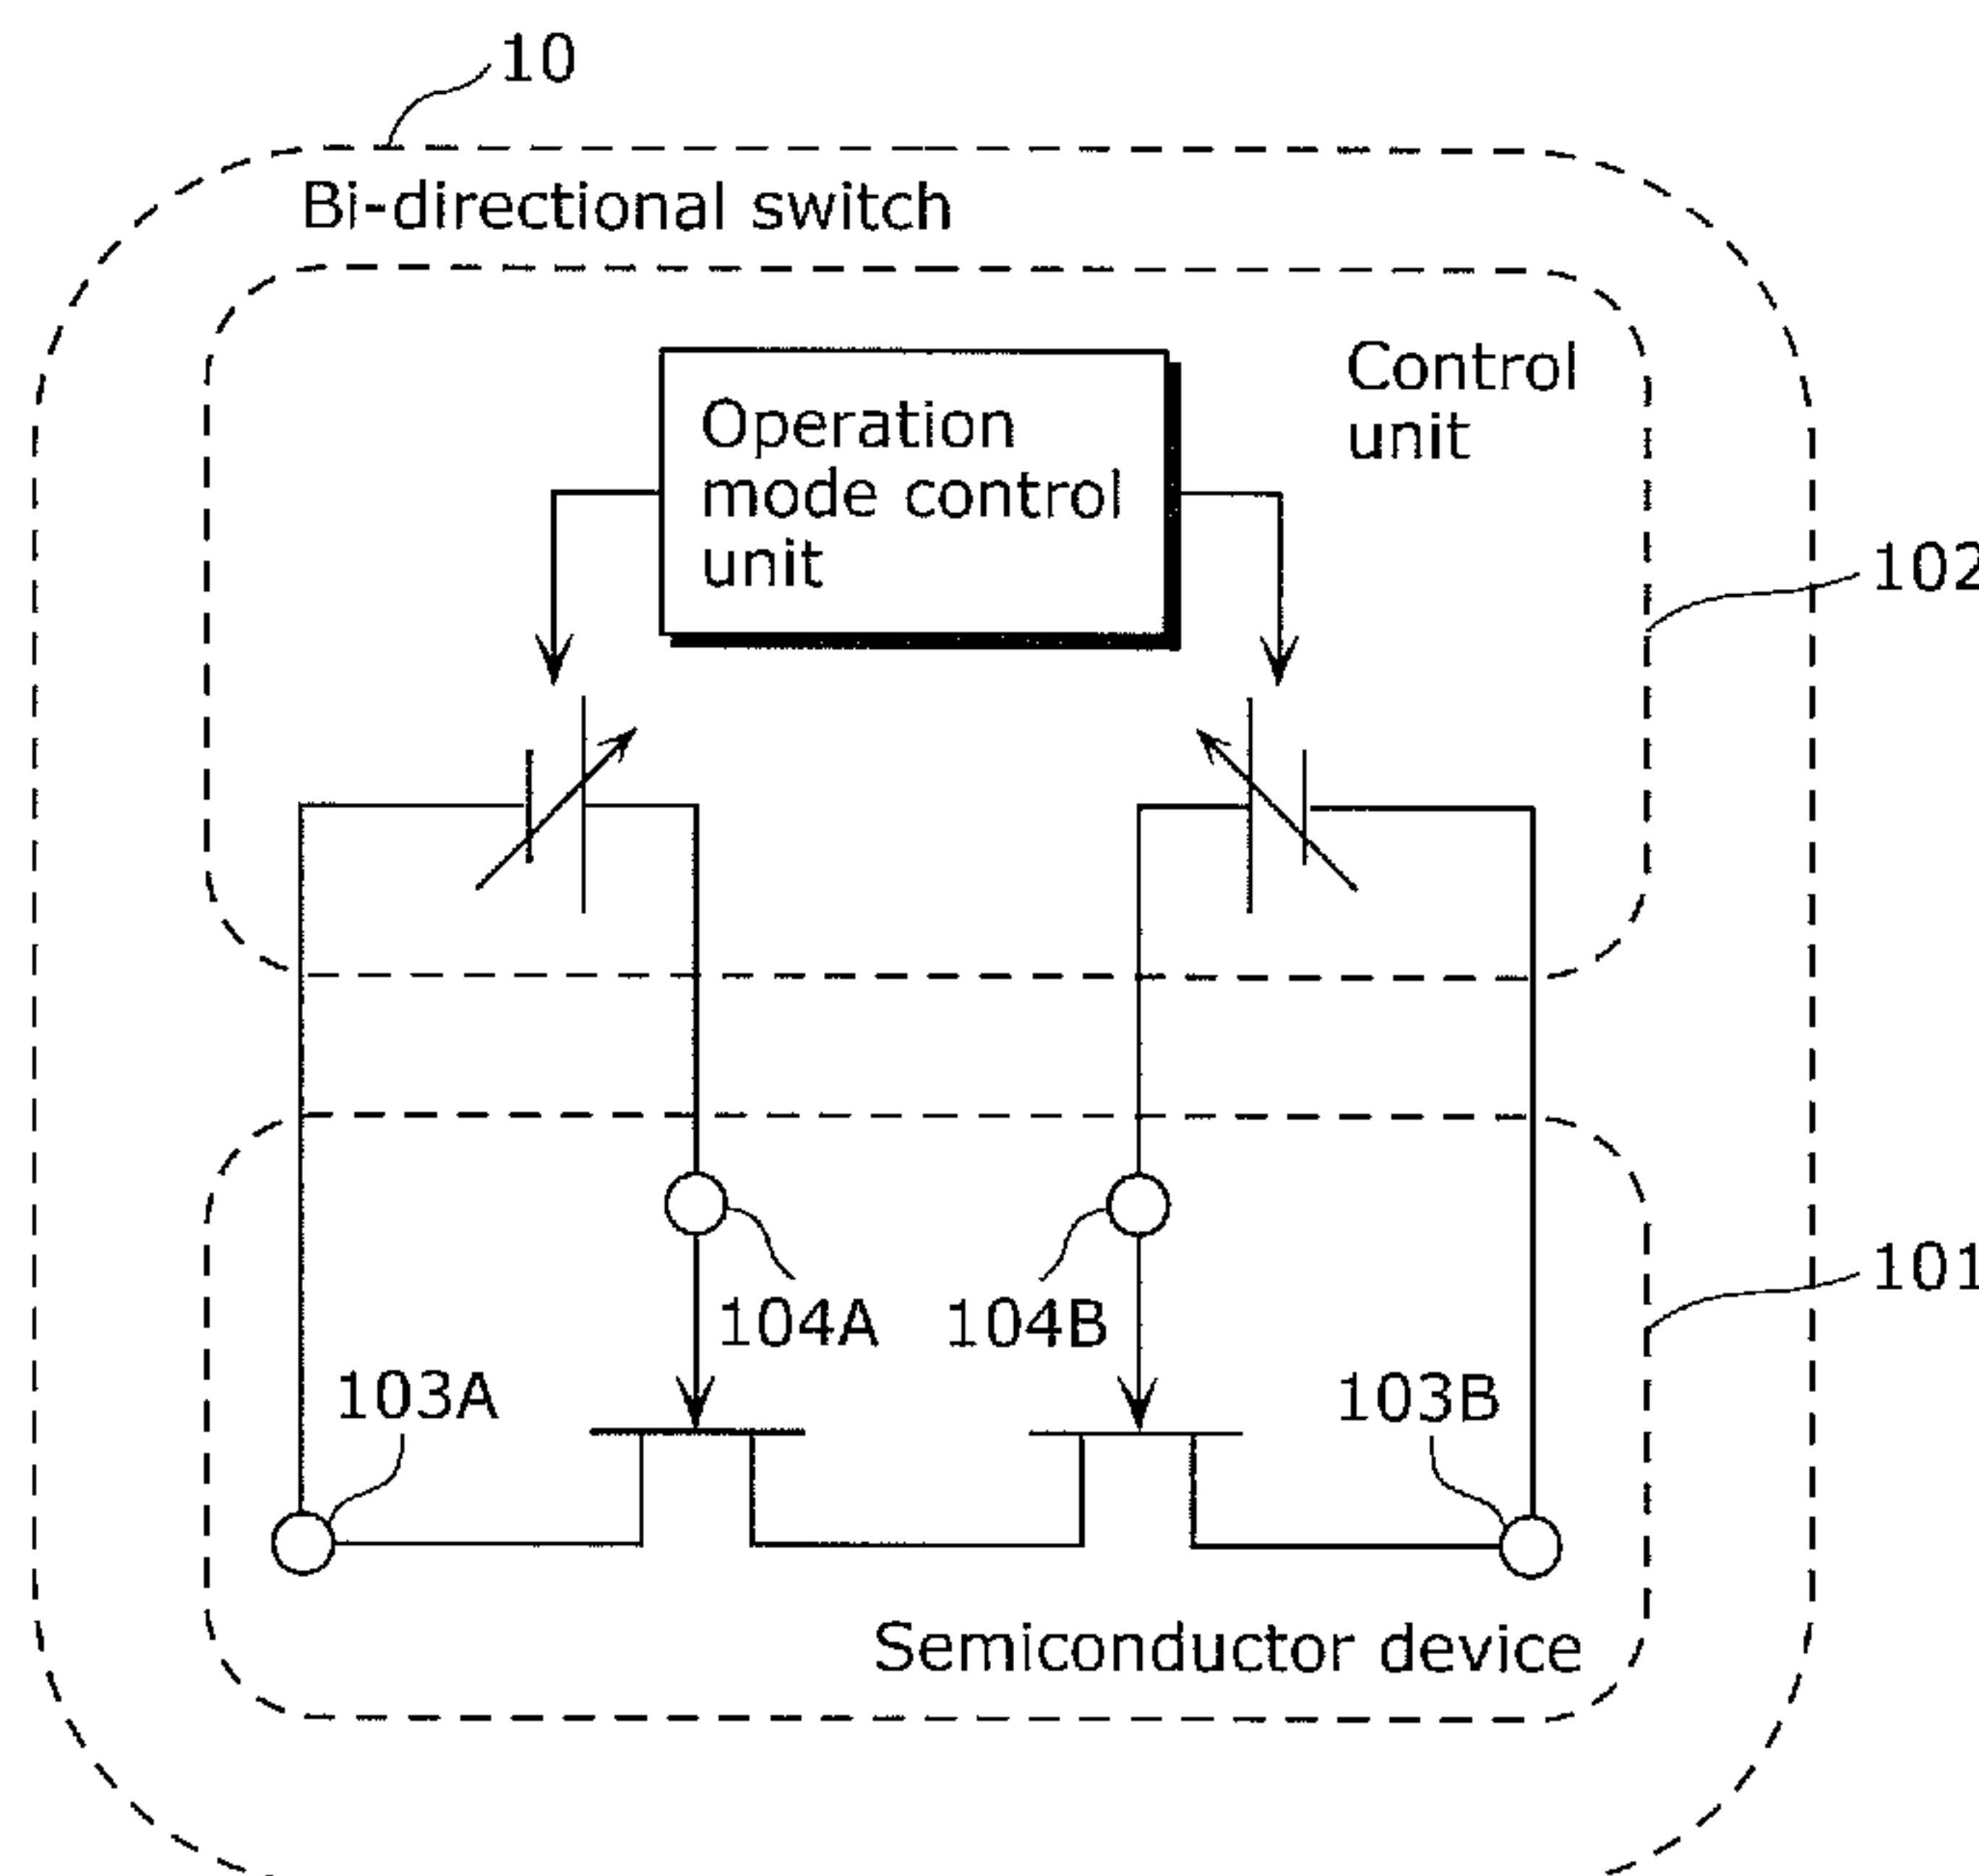 10
Bi-directional switch
Control
unit
Operation
mode control
unit
102
101
104A
104B
103A
103B
Semiconductor device